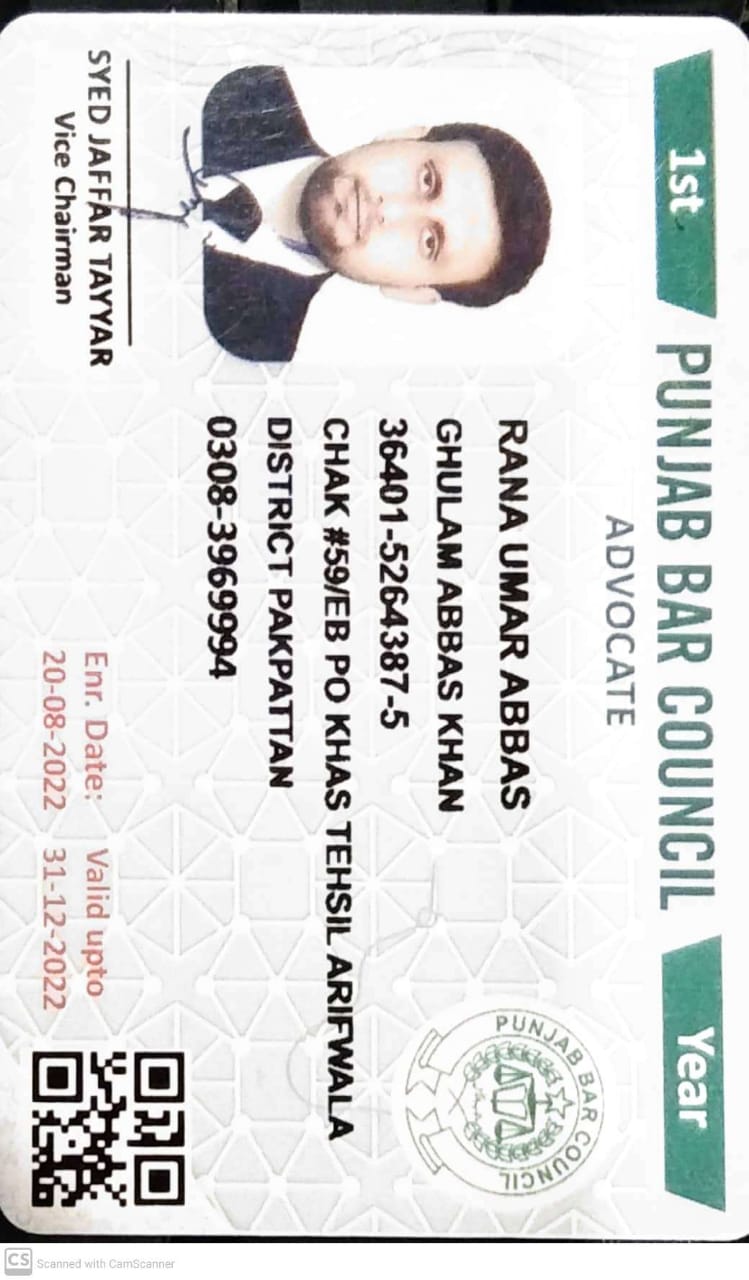 1st
PUNJAB BAR COUNCIL
Year
ADVOCATE
RANA UMAR ABBAS
GHULAM ABBAS KHAN
36401-5264387-5
CHAK #59/EB PO KHAS TEHSIL ARIFWALA
DISTRICT PAKPATTAN
0308-3969994
PUNJAB BAR COUNCIL
SYED JAFFAR TAYYAR
Vice Chairman
Enr. Date: Valid upto
20-08-2022 31-12-2022
CS Scanned with CamScanner